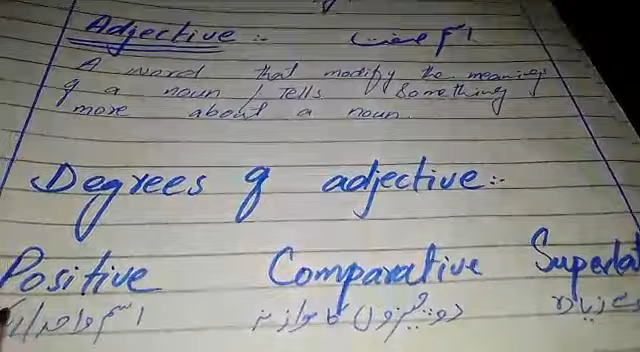 Adjective :- اسم صفت
A word that modify the meaning
of a noun / Tells something
more about a noun.
Degrees of adjective:-
Positive Comparative Superlat
دو چیزوں کا موازنہ